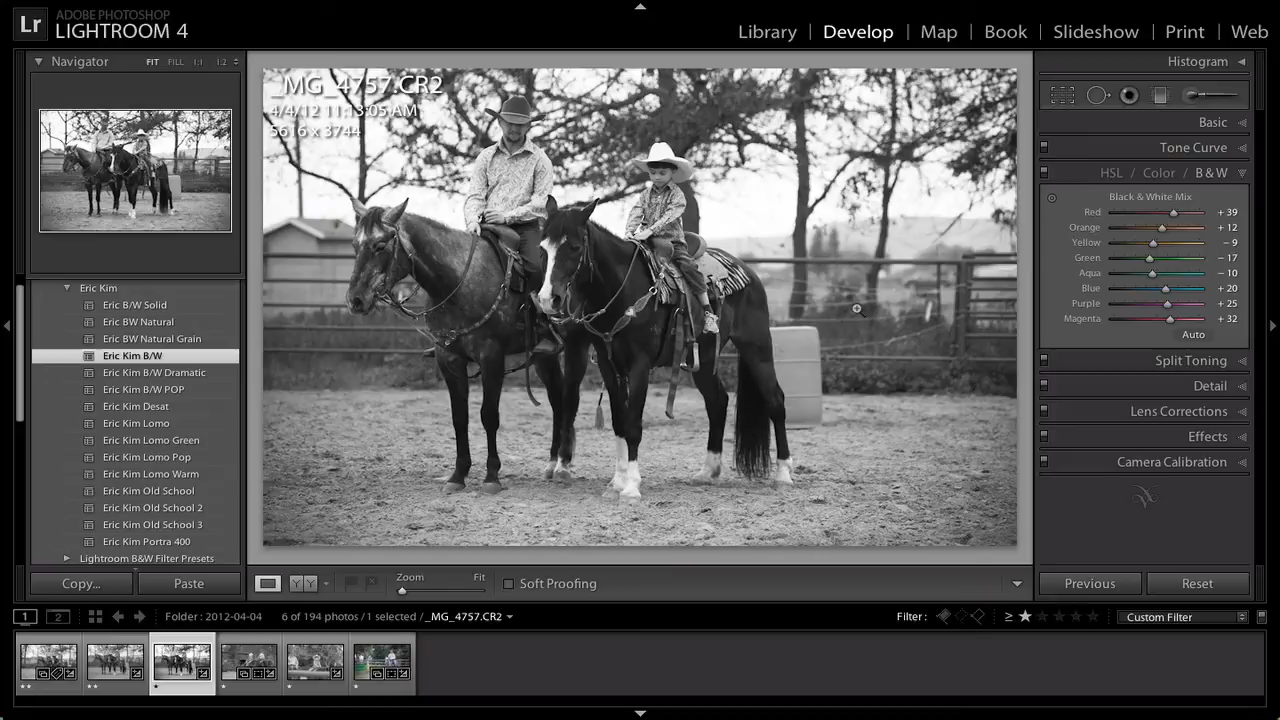 Lr
ADOBE PHOTOSHOP
LIGHTROOM 4
Library | Develop | Map | Book | Slideshow | Print | Web
Navigator FIT FILL 1:1 1:2
Eric Kim
Eric B/W Solid
Eric BW Natural
Eric BW Natural Grain
Eric Kim B/W
Eric Kim B/W Dramatic
Eric Kim B/W POP
Eric Kim Desat
Eric Kim Lomo
Eric Kim Lomo Green
Eric Kim Lomo Pop
Eric Kim Lomo Warm
Eric Kim Old School
Eric Kim Old School 2
Eric Kim Old School 3
Eric Kim Portra 400
Lightroom B&W Filter Presets
Copy... Paste
_MG_4757.CR2
4/4/12 11:13:05 AM
5616 x 3744
Histogram
Basic
Tone Curve
HSL / Color / B&W
Black & White Mix
Red + 39
Orange + 12
Yellow − 9
Green − 17
Aqua − 10
Blue + 20
Purple + 25
Magenta + 32
Auto
Split Toning
Detail
Lens Corrections
Effects
Camera Calibration
Previous Reset
YY Zoom Fit Soft Proofing
1 2 Folder : 2012-04-04 6 of 194 photos / 1 selected / _MG_4757.CR2 Filter : ≥ Custom Filter